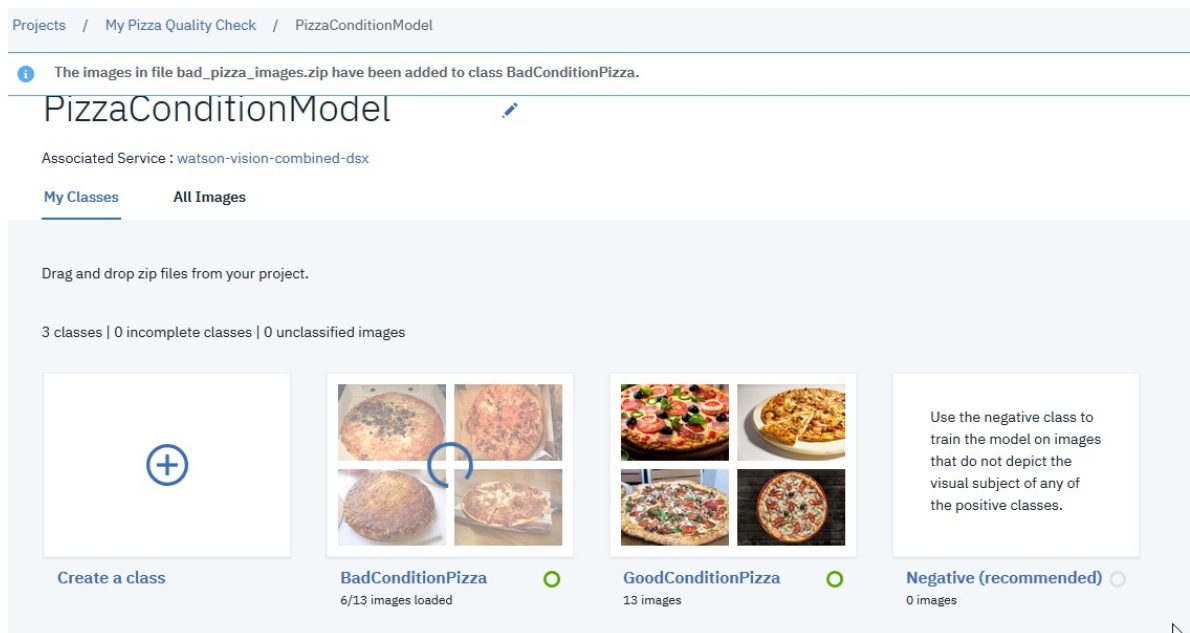 Projects / My Pizza Quality Check / PizzaConditionModel
The images in file bad_pizza_images.zip have been added to class BadConditionPizza.
PizzaConditionModel
Associated Service : watson-vision-combined-dsx
My Classes All Images
Drag and drop zip files from your project.
3 classes | 0 incomplete classes | 0 unclassified images
Use the negative class to
train the model on images
that do not depict the
visual subject of any of
the positive classes.
Create a class
BadConditionPizza
6/13 images loaded
GoodConditionPizza
13 images
Negative (recommended)
0 images